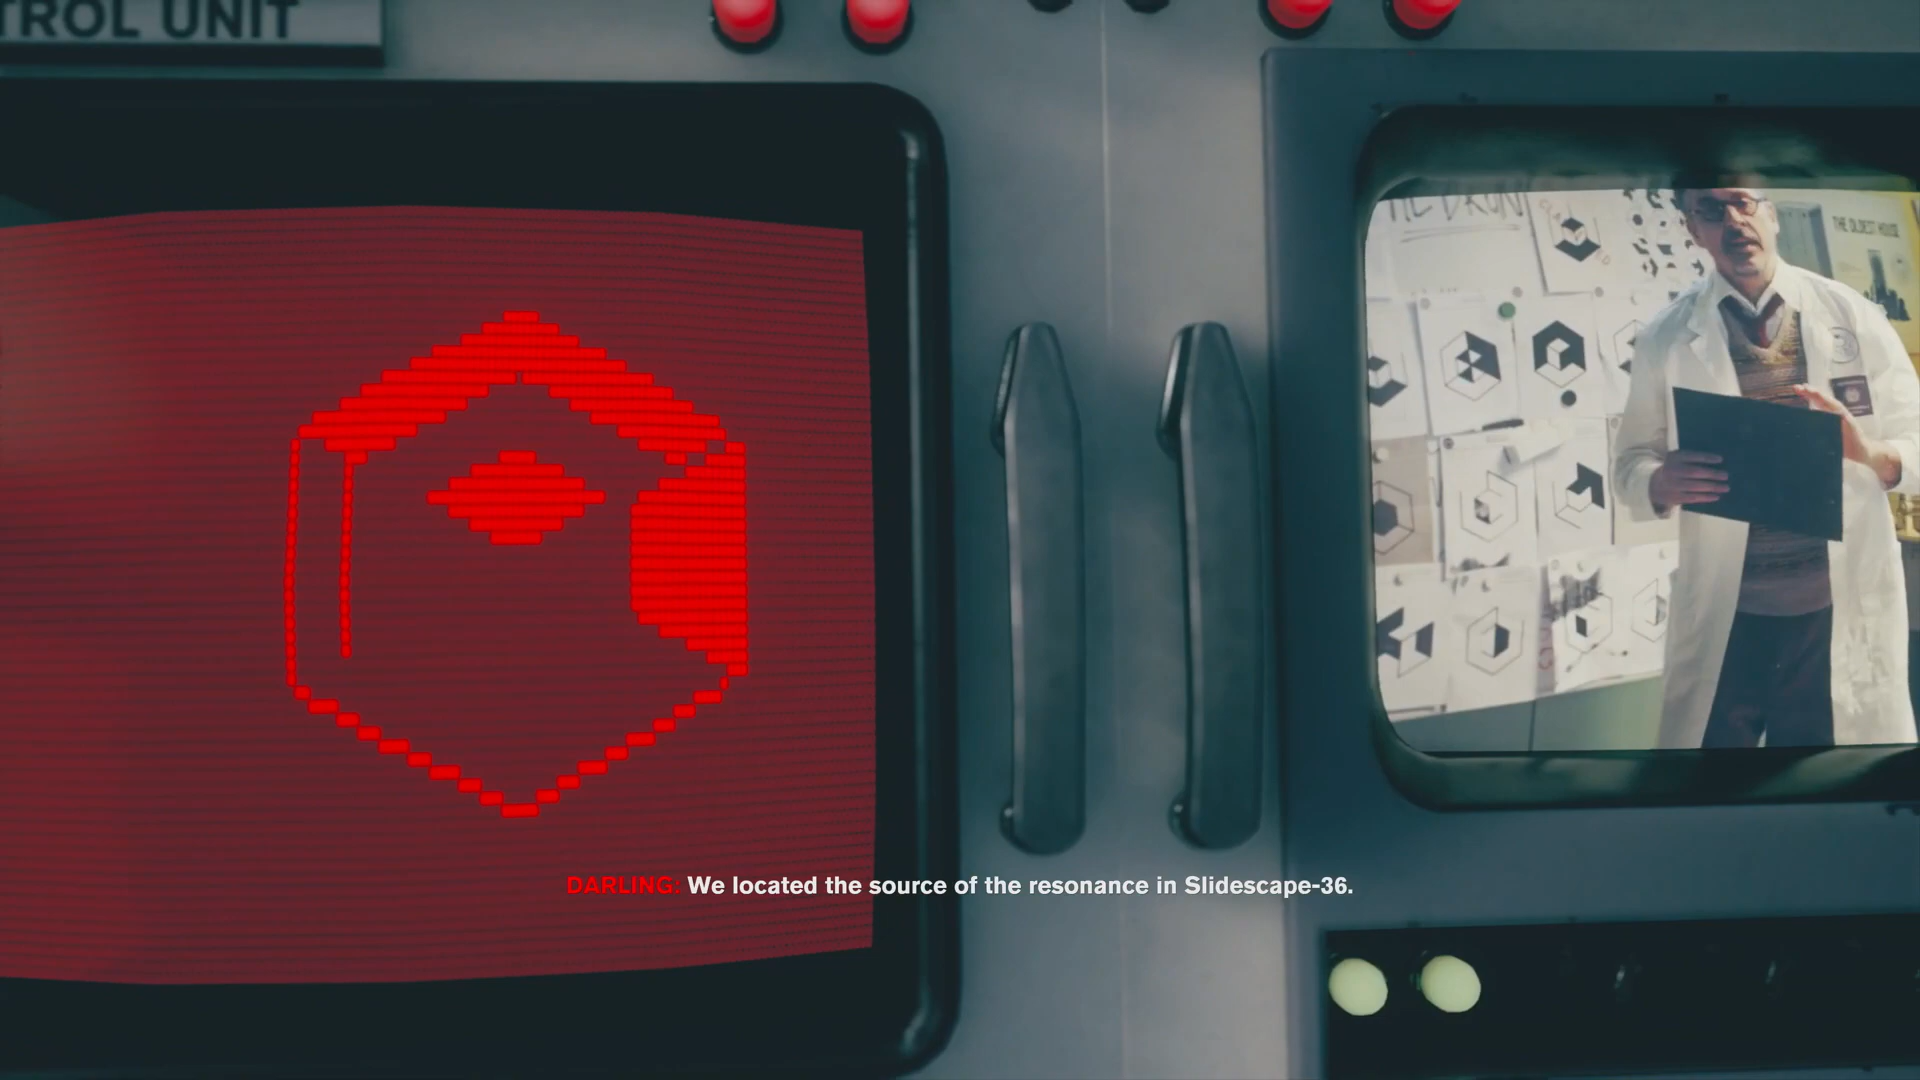 TROL UNIT
THE OLDEST HOUSE
DARLING: We located the source of the resonance in Slidescape-36.